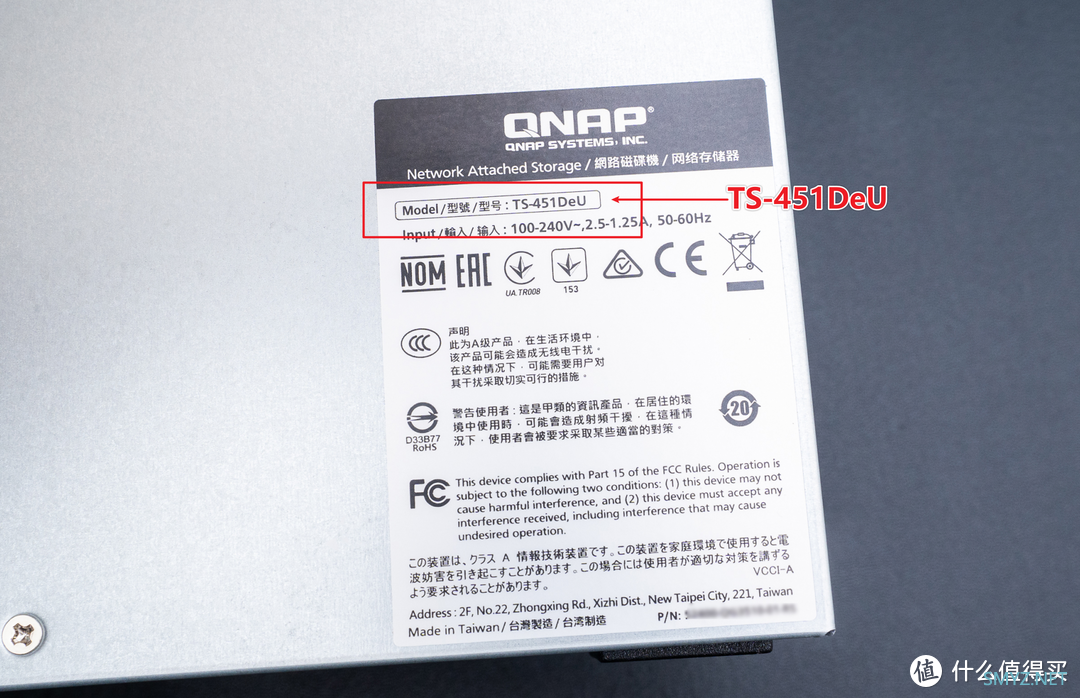 QNAP®
QNAP SYSTEMS, INC.
Network Attached Storage / 網路磁碟機 / 网络存储器
Model / 型號 / 型号 : TS-451DeU
TS-451DeU
Input / 輸入 / 输入 : 100-240V~,2.5-1.25A, 50-60Hz
NOM EAC
UA.TR008
153
CE
CCC
声明
此为A级产品，在生活环境中，
该产品可能会造成无线电干扰。
在这种情况下，可能需要用户对
其干扰采取切实可行的措施。
D33B77
RoHS
警告使用者：這是甲類的資訊產品，在居住的環
境中使用時，可能會造成射頻干擾，在這種情
況下，使用者會被要求採取某些適當的對策。
20
FC
This device complies with Part 15 of the FCC Rules. Operation is
subject to the following two conditions: (1) this device may not
cause harmful interference, and (2) this device must accept any
interference received, including interference that may cause
undesired operation.
この装置は、クラス A 情報技術装置です。この装置を家庭環境で使用すると電
波妨害を引き起こすことがあります。この場合には使用者が適切な対策を講ずる
よう要求されることがあります。
VCCI-A
Address : 2F, No.22, Zhongxing Rd., Xizhi Dist., New Taipei City, 221, Taiwan
Made in Taiwan / 台灣製造 / 台湾制造
P/N:
值 什么值得买
SMYZ.NET